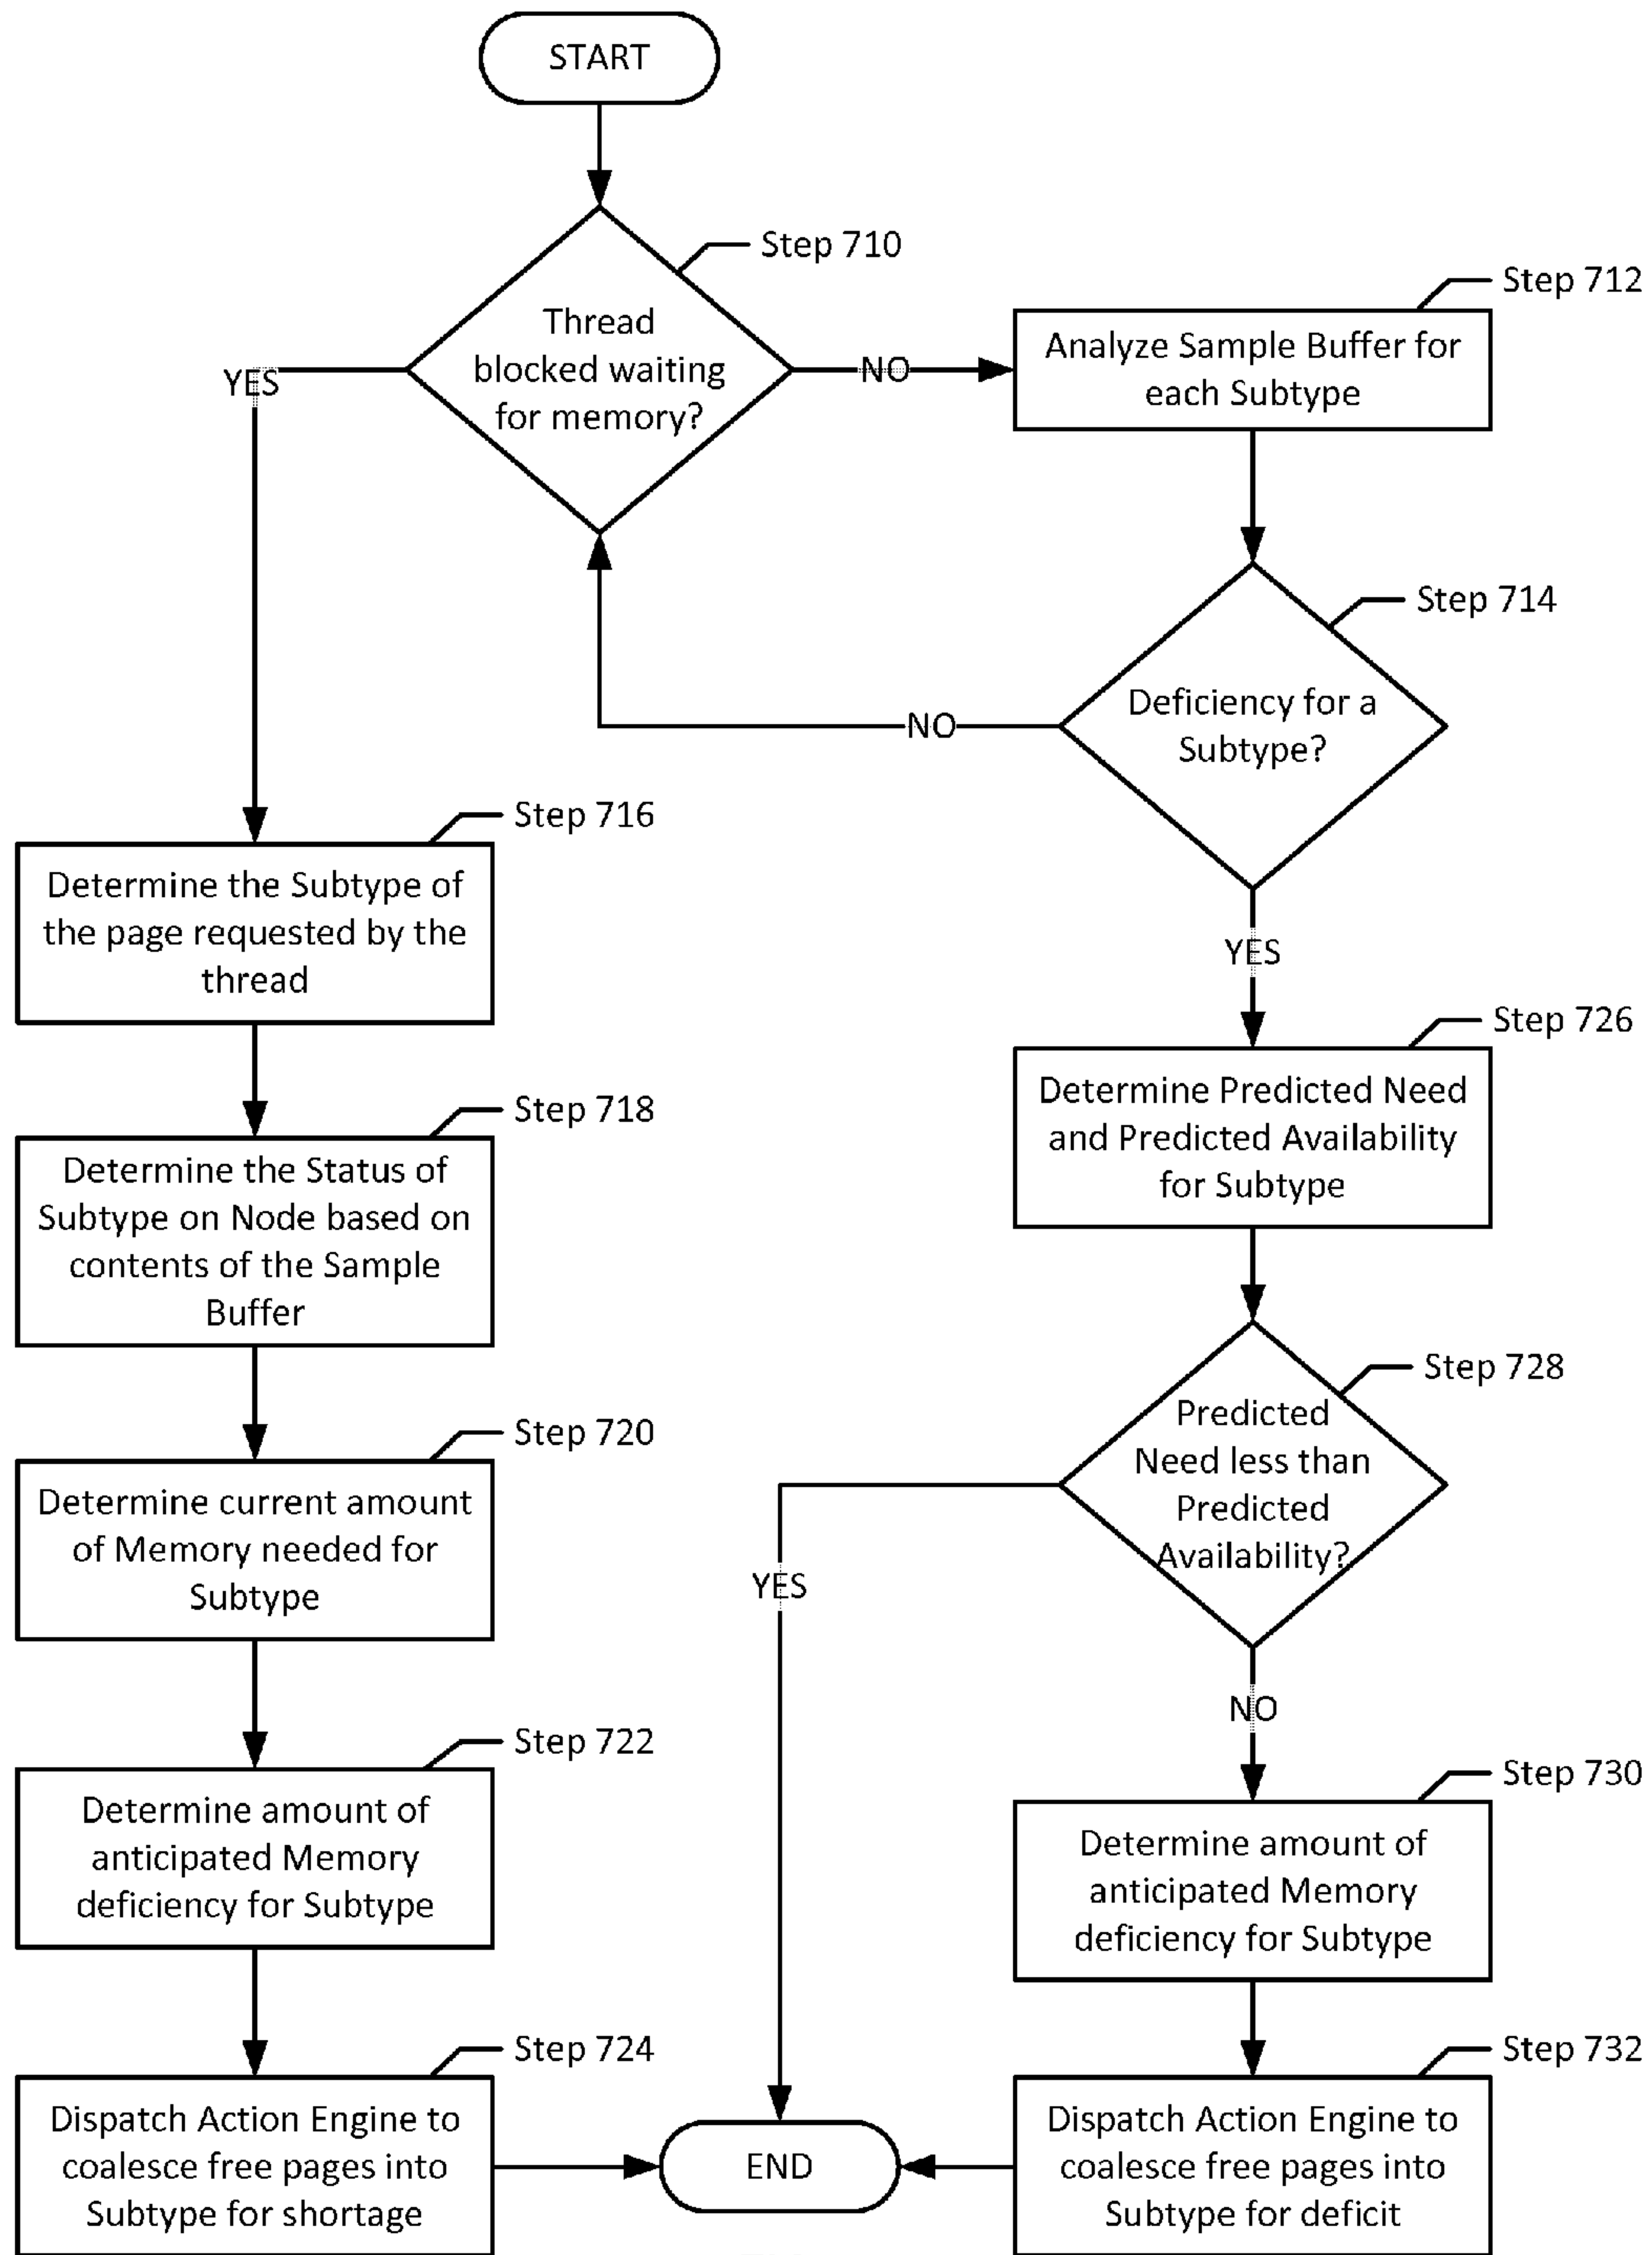 START
Step 710
Thread
blocked waiting
for memory?
YES
NO
Step 712
Analyze Sample Buffer for
each Subtype
Step 714
Deficiency for a
Subtype?
NO
YES
Step 716
Determine the Subtype of
the page requested by the
thread
Step 718
Determine the Status of
Subtype on Node based on
contents of the Sample
Buffer
Step 720
Determine current amount
of Memory needed for
Subtype
Step 722
Determine amount of
anticipated Memory
deficiency for Subtype
Step 724
Dispatch Action Engine to
coalesce free pages into
Subtype for shortage
Step 726
Determine Predicted Need
and Predicted Availability
for Subtype
Step 728
Predicted
Need less than
Predicted
Availability?
YES
NO
Step 730
Determine amount of
anticipated Memory
deficiency for Subtype
Step 732
Dispatch Action Engine to
coalesce free pages into
Subtype for deficit
END